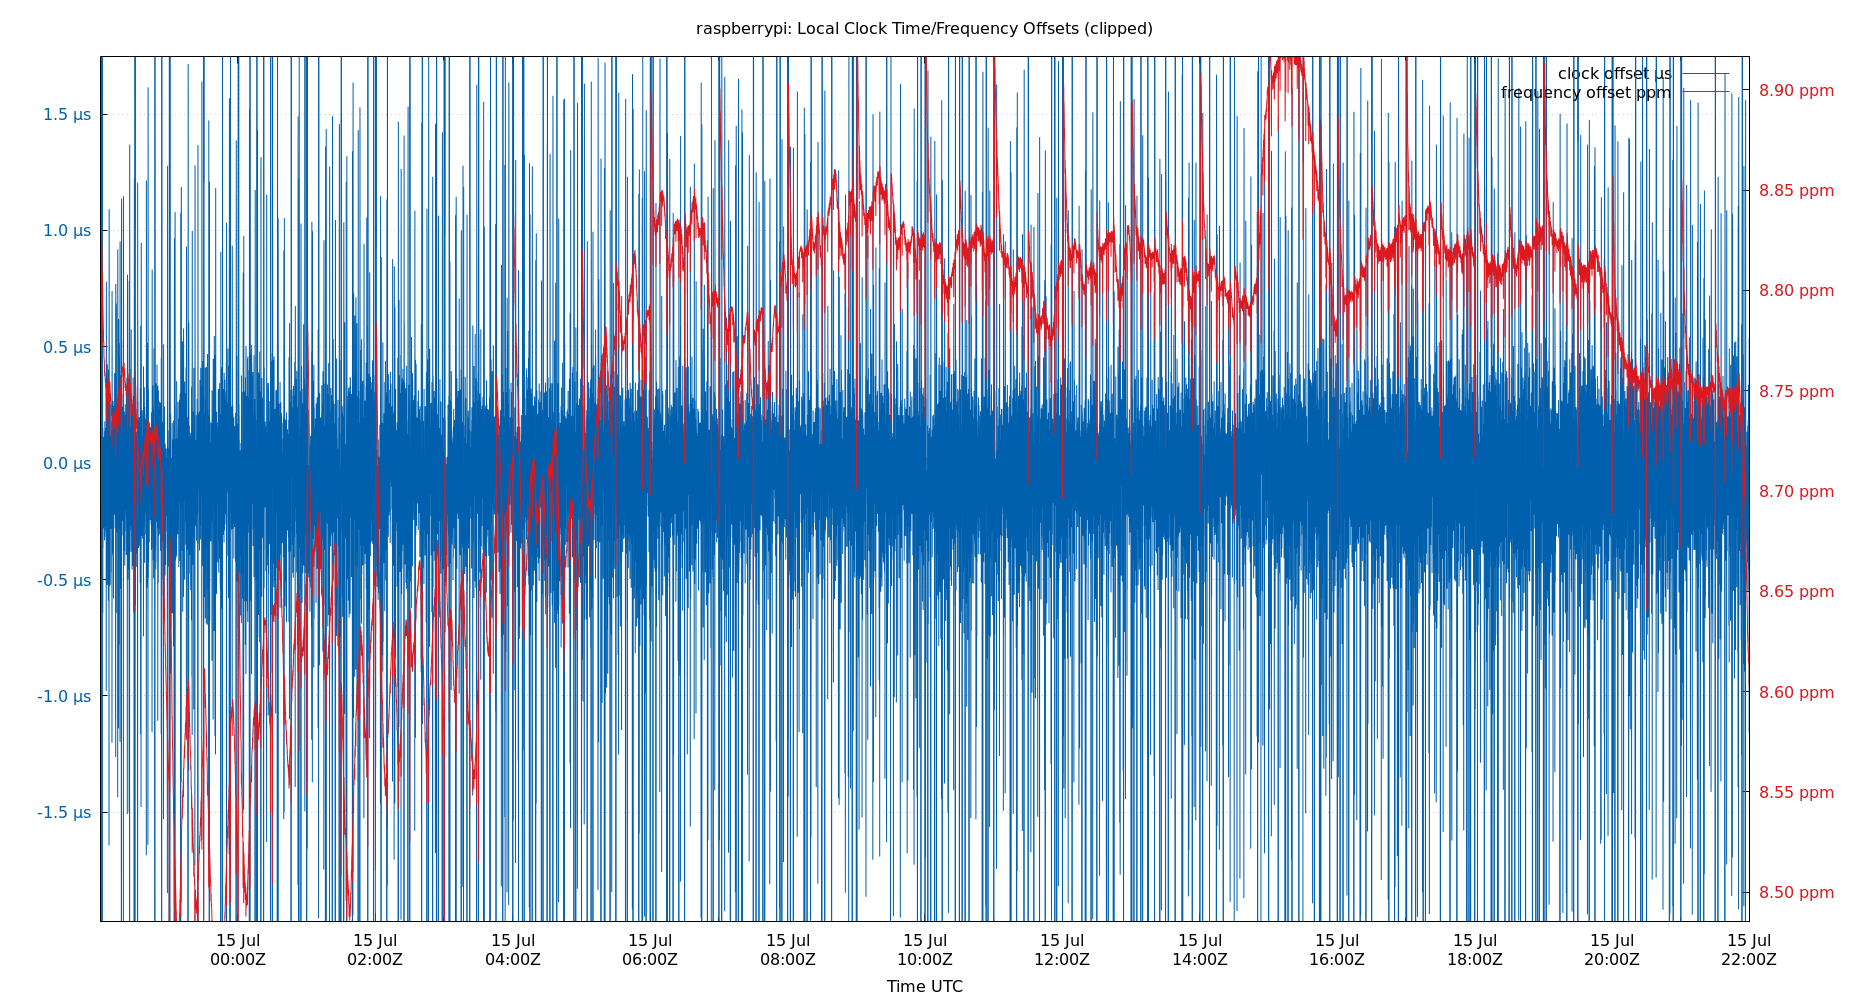 raspberrypi: Local Clock Time/Frequency Offsets (clipped)
clock offset µs
frequency offset ppm
1.5 µs
1.0 µs
0.5 µs
0.0 µs
-0.5 µs
-1.0 µs
-1.5 µs
8.90 ppm
8.85 ppm
8.80 ppm
8.75 ppm
8.70 ppm
8.65 ppm
8.60 ppm
8.55 ppm
8.50 ppm
15 Jul 15 Jul 15 Jul 15 Jul 15 Jul 15 Jul 15 Jul 15 Jul 15 Jul 15 Jul 15 Jul 15 Jul
00:00Z 02:00Z 04:00Z 06:00Z 08:00Z 10:00Z 12:00Z 14:00Z 16:00Z 18:00Z 20:00Z 22:00Z
Time UTC